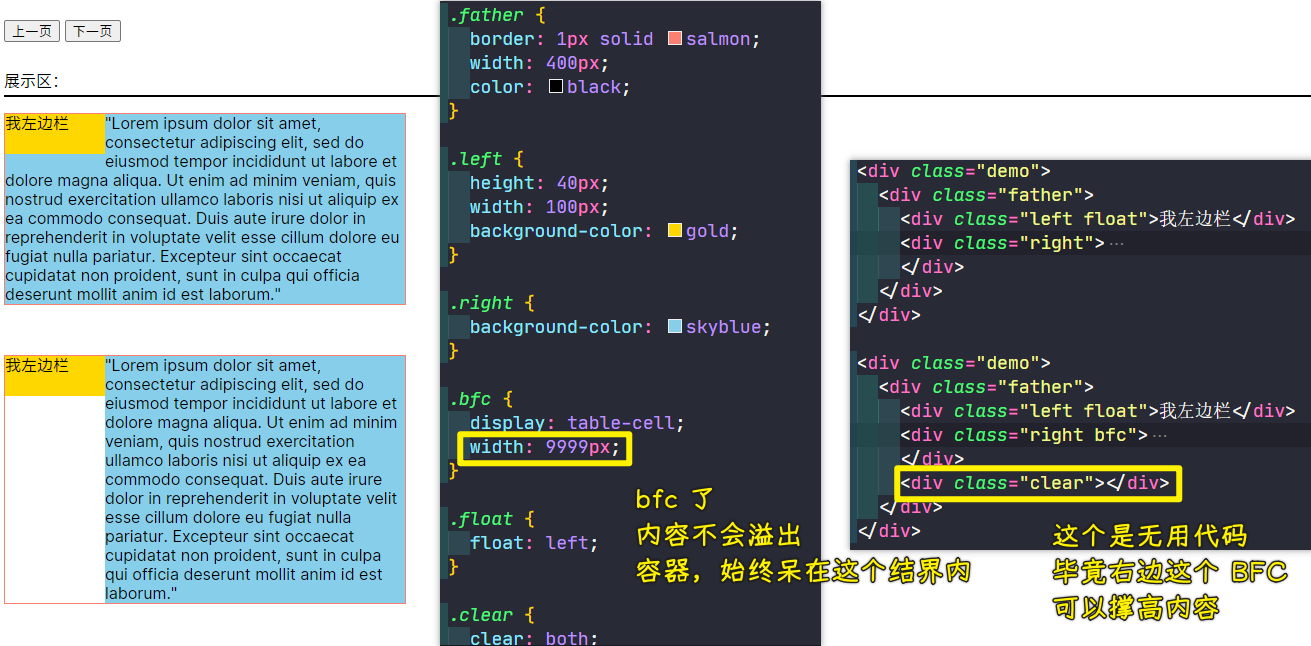 上一页 下一页
展示区：
我左边栏
"Lorem ipsum dolor sit amet,
consectetur adipiscing elit, sed do
eiusmod tempor incididunt ut labore et
dolore magna aliqua. Ut enim ad minim veniam, quis
nostrud exercitation ullamco laboris nisi ut aliquip ex
ea commodo consequat. Duis aute irure dolor in
reprehenderit in voluptate velit esse cillum dolore eu
fugiat nulla pariatur. Excepteur sint occaecat
cupidatat non proident, sunt in culpa qui officia
deserunt mollit anim id est laborum."
我左边栏
"Lorem ipsum dolor sit amet,
consectetur adipiscing elit, sed do
eiusmod tempor incididunt ut labore et
dolore magna aliqua. Ut enim ad minim
veniam, quis nostrud exercitation
ullamco laboris nisi ut aliquip ex ea
commodo consequat. Duis aute irure
dolor in reprehenderit in voluptate velit
esse cillum dolore eu fugiat nulla
pariatur. Excepteur sint occaecat
cupidatat non proident, sunt in culpa
qui officia deserunt mollit anim id est
laborum."
.father {
border: 1px solid salmon;
width: 400px;
color: black;
}
.left {
height: 40px;
width: 100px;
background-color: gold;
}
.right {
background-color: skyblue;
}
.bfc {
display: table-cell;
width: 9999px;
}
.float {
float: left;
}
.clear {
clear: both;
bfc 了
内容不会溢出
容器，始终呆在这个结界内
<div class="demo">
<div class="father">
<div class="left float">我左边栏</div>
<div class="right">···
</div>
</div>
</div>
<div class="demo">
<div class="father">
<div class="left float">我左边栏</div>
<div class="right bfc">···
</div>
<div class="clear"></div>
</div>
</div>
这个是无用代码
毕竟右边这个 BFC
可以撑高内容